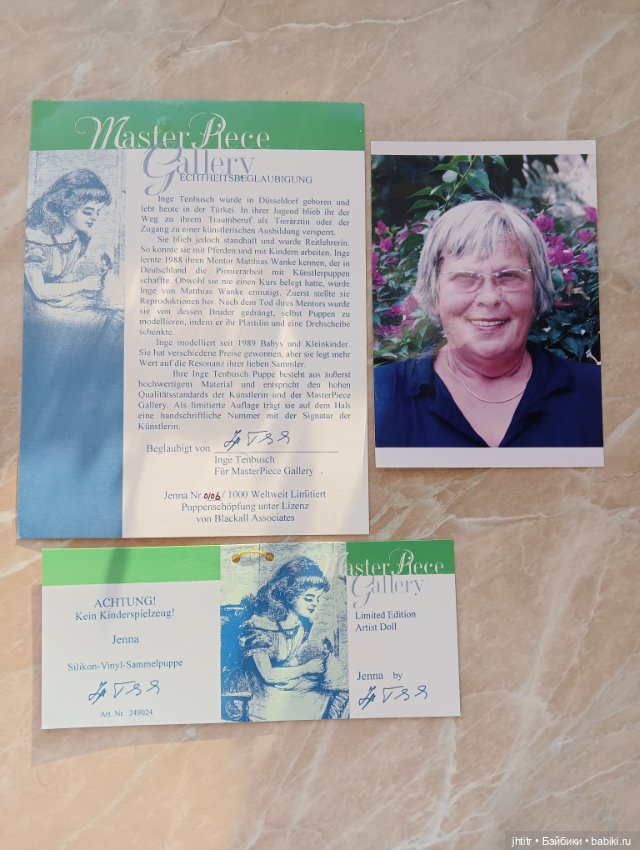 MasterPiece
Gallery
ECHTHEITSBEGLAUBIGUNG
Inge Tenbusch wurde in Düsseldorf geboren und
lebt heute in der Türkei. In ihrer Jugend blieb ihr der
Weg zu ihrem Traumberuf als Tierärztin oder der
Zugang zu einer künstlerischen Ausbildung versperrt.
Sie blieb jedoch standhaft und wurde Reitlehrerin.
So konnte sie mit Pferden und mit Kindern arbeiten. Inge
lernte 1988 ihren Mentor Matthias Wanke kennen, der in
Deutschland die Pionierarbeit mit Künstlerpuppen
schaffte. Obwohl sie nie einen Kurs belegt hatte, wurde
Inge von Matthias Wanke ermutigt. Zuerst stellte sie
Reproduktionen her. Nach dem Tod ihres Mentors wurde
sie von dessen Bruder gedrängt, selbst Puppen zu
modellieren, indem er ihr Plastilin und eine Drehscheibe
schenkte.
Inge modelliert seit 1989 Babys und Kleinkinder.
Sie hat verschiedene Preise gewonnen, aber sie legt mehr
Wert auf die Resonanz ihrer lieben Sammler.
Ihre Inge Tenbusch Puppe besteht aus äußerst
hochwertigem Material und entspricht den hohen
Qualitätsstandards der Künstlerin und der MasterPiece
Gallery. Als limitierte Auflage trägt sie auf dem Hals
eine handschriftliche Nummer mit der Signatur der
Künstlerin.
Beglaubigt von
Inge Tenbusch
Für MasterPiece Gallery
Jenna Nr. 0106 / 1000 Weltweit Limitiert
Puppenschöpfung unter Lizenz
von Blackall Associates
ACHTUNG!
Kein Kinderspielzeug!
Jenna
Silikon-Vinyl-Sammelpuppe
Art. Nr.: 249024
MasterPiece
Gallery
Limited Edition
Artist Doll
Jenna by
jhtitr • Бэйбики • babiki.ru